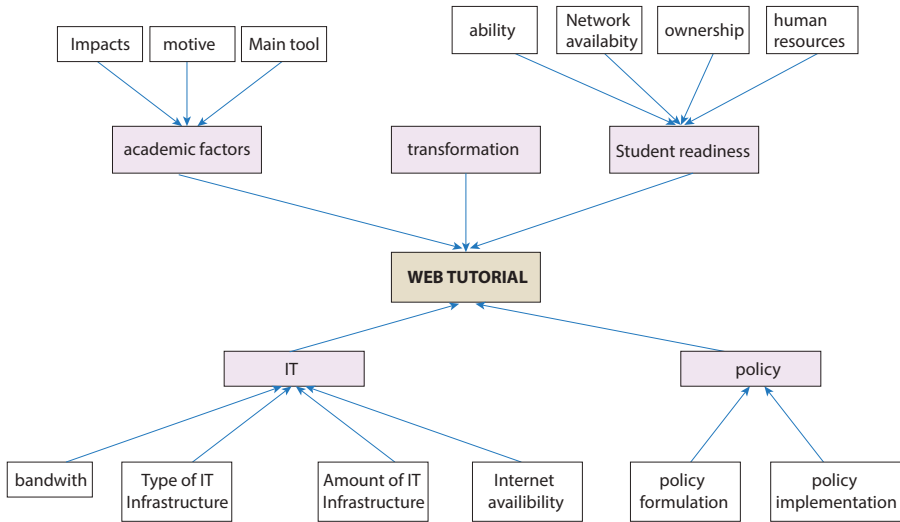 Impacts
motive
Main tool
ability
Network
availabity
ownership
human
resources
academic factors
transformation
Student readiness
WEB TUTORIAL
IT
policy
bandwith
Type of IT
Infrastructure
Amount of IT
Infrastructure
Internet
availibility
policy
formulation
policy
implementation